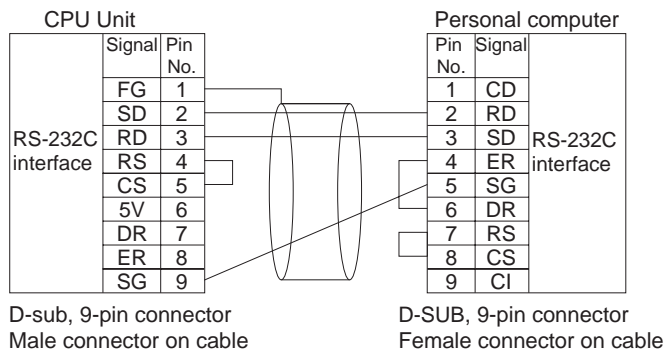 CPU Unit
Personal computer
Signal Pin No.
Pin No. Signal
RS-232C interface
FG 1
SD 2
RD 3
RS 4
CS 5
5V 6
DR 7
ER 8
SG 9
1 CD
2 RD
3 SD
4 ER
5 SG
6 DR
7 RS
8 CS
9 CI
RS-232C interface
D-sub, 9-pin connector
Male connector on cable
D-SUB, 9-pin connector
Female connector on cable